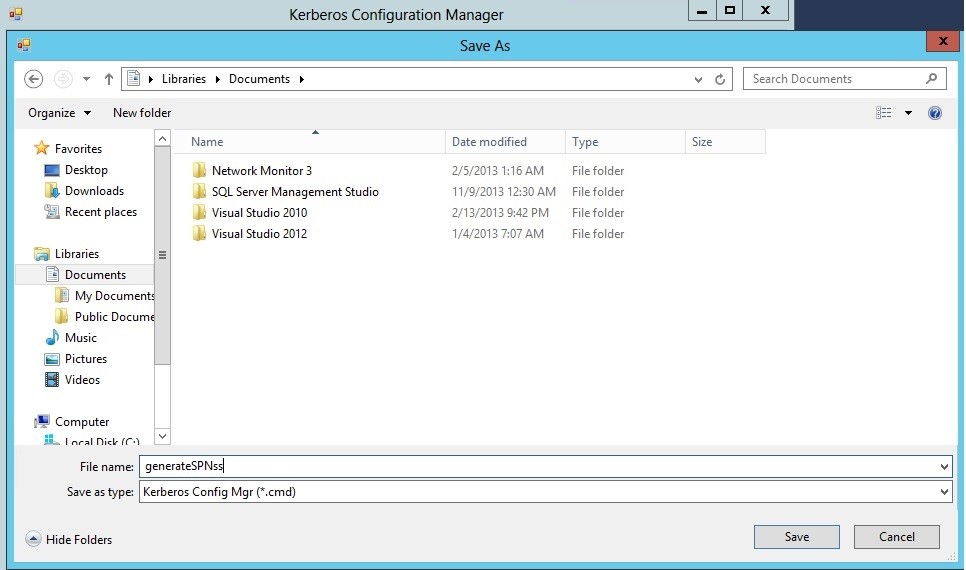 Kerberos Configuration Manager
Save As
Libraries Documents
Search Documents
Organize New folder
Name Date modified Type Size
Favorites
Desktop
Downloads
Recent places
Libraries
Documents
My Documents
Public Docume
Music
Pictures
Videos
Computer
Local Disk (C:)
Network Monitor 3 2/5/2013 1:16 AM File folder
SQL Server Management Studio 11/9/2013 12:30 AM File folder
Visual Studio 2010 2/13/2013 9:42 PM File folder
Visual Studio 2012 1/4/2013 7:07 AM File folder
File name: generateSPNss
Save as type: Kerberos Config Mgr (*.cmd)
Hide Folders
Save Cancel